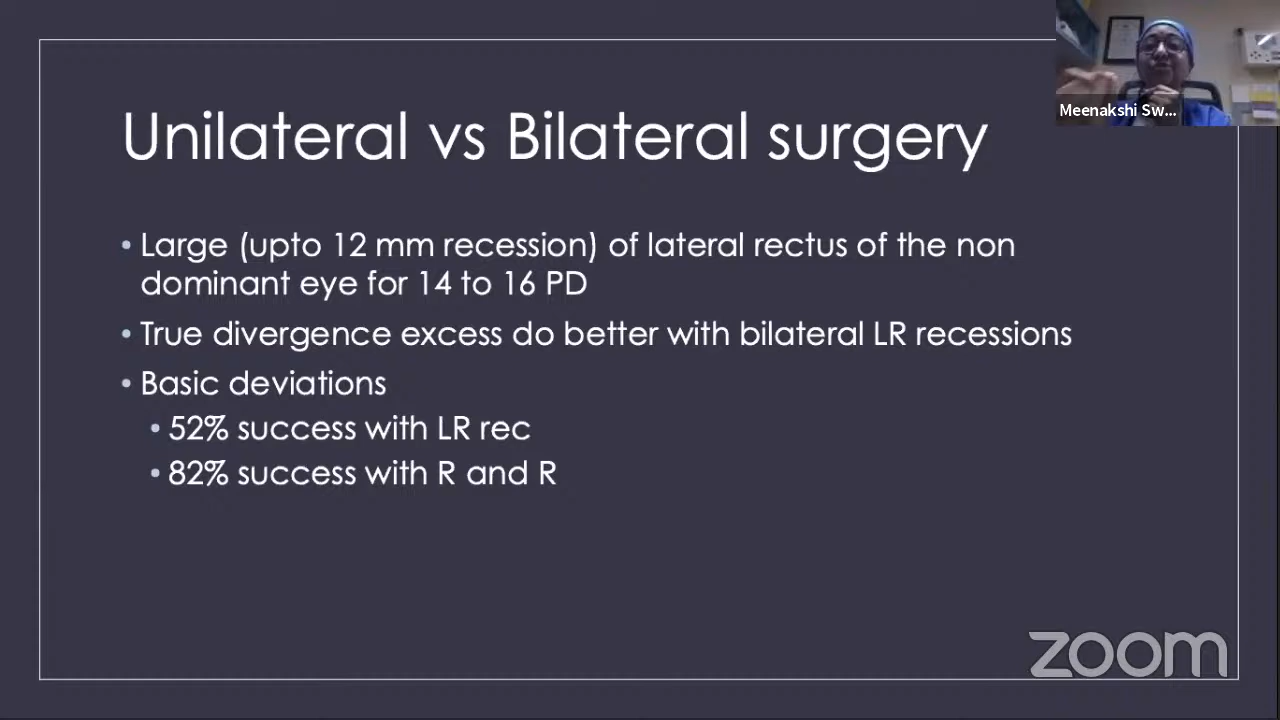 Meenakshi Sw...
Unilateral vs Bilateral surgery
• Large (upto 12 mm recession) of lateral rectus of the non
dominant eye for 14 to 16 PD
• True divergence excess do better with bilateral LR recessions
• Basic deviations
• 52% success with LR rec
• 82% success with R and R
zoom